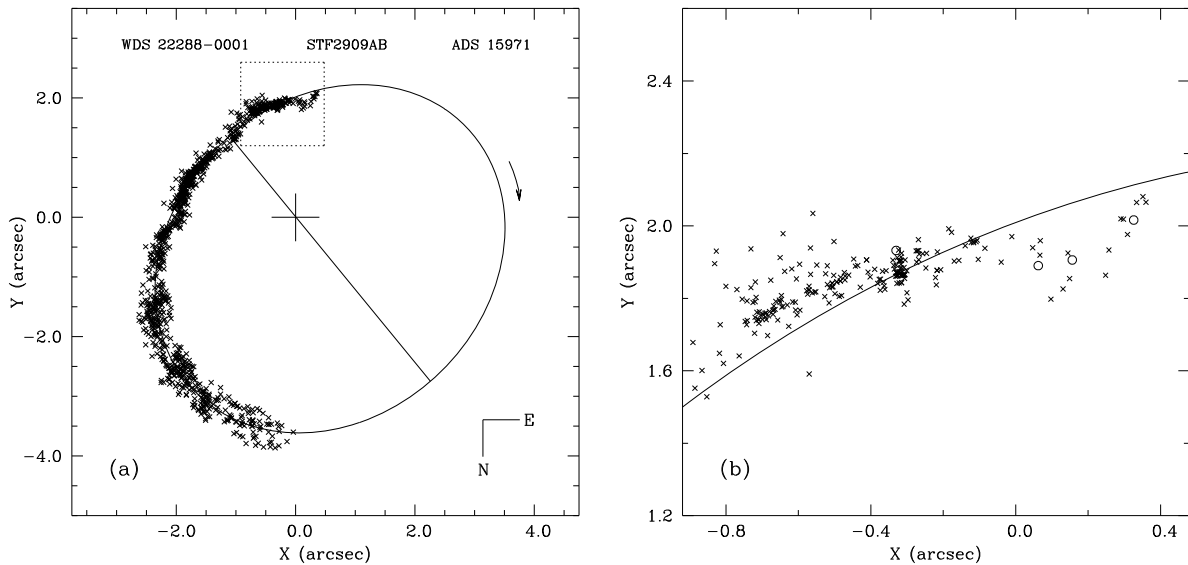 WDS 22288-0001 STF2909AB ADS 15971
2.0
0.0
-2.0
-4.0
Y (arcsec)
-2.0 0.0 2.0 4.0
X (arcsec)
(a)
E
N
2.4
2.0
1.6
1.2
Y (arcsec)
-0.8 -0.4 0.0 0.4
X (arcsec)
(b)